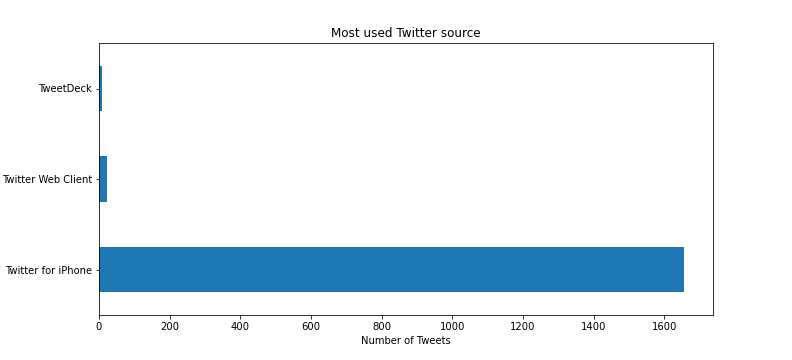 Most used Twitter source
TweetDeck
Twitter Web Client
Twitter for iPhone
0 200 400 600 800 1000 1200 1400 1600
Number of Tweets